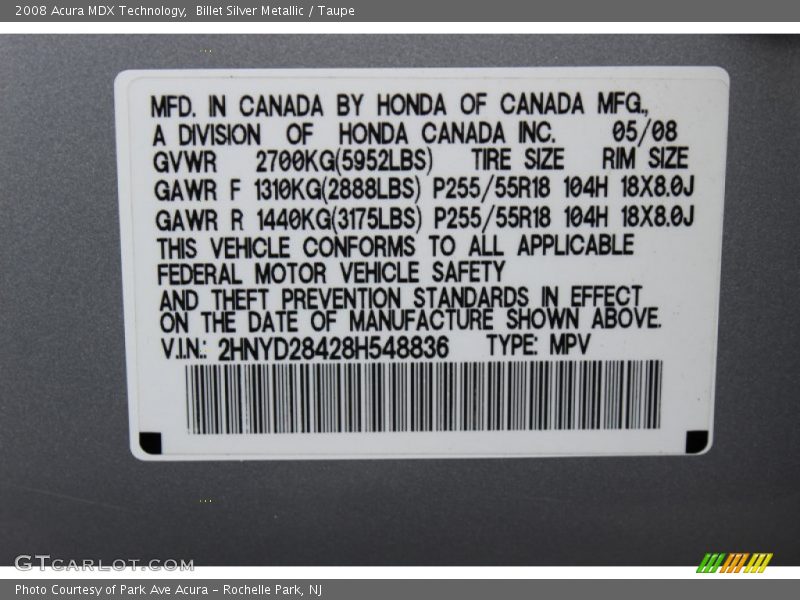 2008 Acura MDX Technology,  Billet Silver Metallic / Taupe
MFD. IN CANADA BY HONDA OF CANADA MFG.,
A DIVISION OF HONDA CANADA INC. 05/08
GVWR 2700KG(5952LBS) TIRE SIZE RIM SIZE
GAWR F 1310KG(2888LBS) P255/55R18 104H 18X8.0J
GAWR R 1440KG(3175LBS) P255/55R18 104H 18X8.0J
THIS VEHICLE CONFORMS TO ALL APPLICABLE
FEDERAL MOTOR VEHICLE SAFETY
AND THEFT PREVENTION STANDARDS IN EFFECT
ON THE DATE OF MANUFACTURE SHOWN ABOVE.
V.I.N.: 2HNYD28428H548836 TYPE: MPV
GTCARLOT.COM
Photo Courtesy of Park Ave Acura - Rochelle Park, NJ